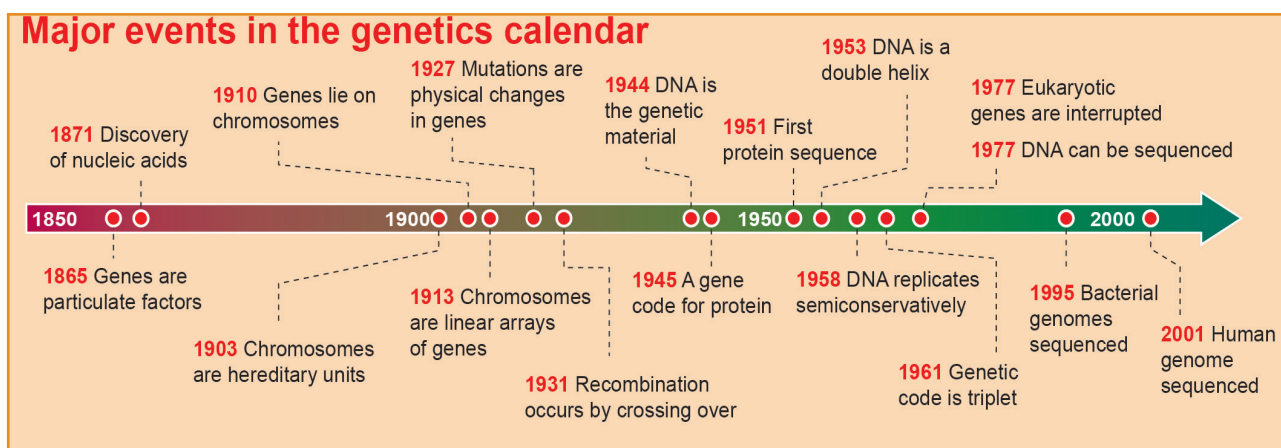 Major events in the genetics calendar
1871 Discovery
of nucleic acids
1910 Genes lie on
chromosomes
1927 Mutations are
physical changes
in genes
1944 DNA is
the genetic
material
1951 First
protein sequence
1953 DNA is a
double helix
1977 Eukaryotic
genes are interrupted
1977 DNA can be sequenced
1850
1900
1950
2000
1865 Genes are
particulate factors
1903 Chromosomes
are hereditary units
1913 Chromosomes
are linear arrays
of genes
1931 Recombination
occurs by crossing over
1945 A gene
code for protein
1958 DNA replicates
semiconservatively
1961 Genetic
code is triplet
1995 Bacterial
genomes
sequenced
2001 Human
genome
sequenced